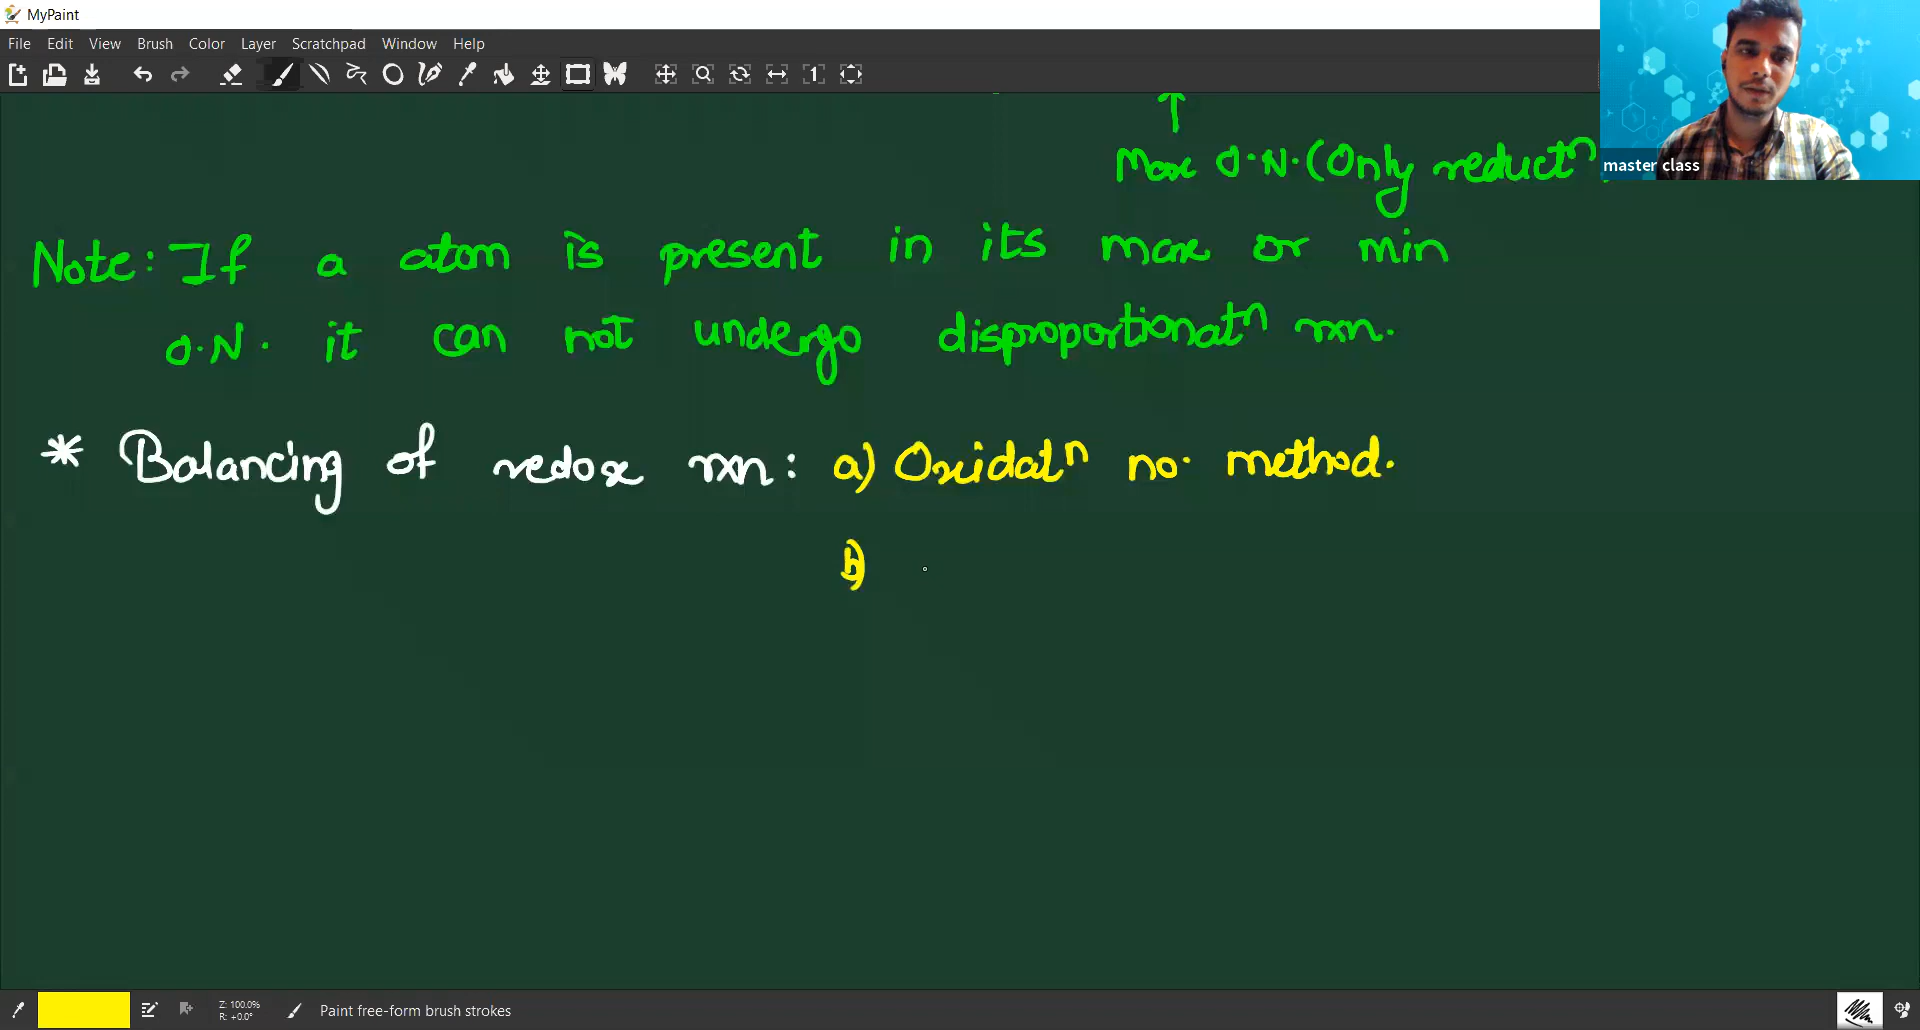 MyPaint
File Edit View Brush Color Layer Scratchpad Window Help
1
Max O.N. (Only reductⁿ
master class
Note: If a atom is present in its max or min
O.N. it can not undergo disproportionatⁿ rxn.
* Balancing of redox rxn: a) Oxidatⁿ no. method.
b)
Z: 100.0%
R: +0.0°
Paint free-form brush strokes